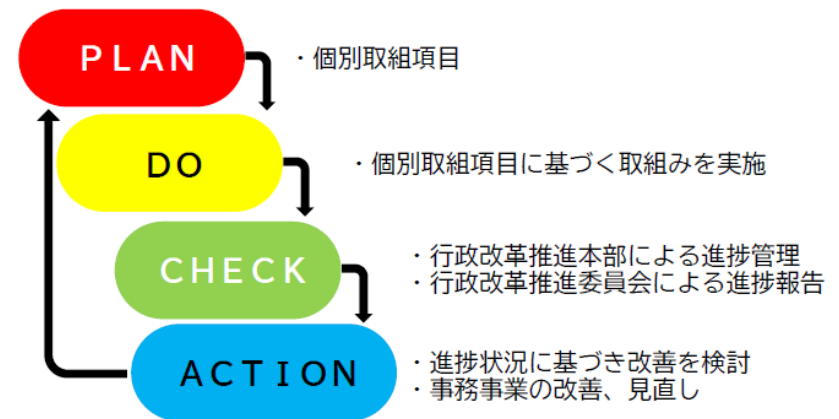 PLAN
・個別取組項目
DO
・個別取組項目に基づく取組みを実施
CHECK
・行政改革推進本部による進捗管理
・行政改革推進委員会による進捗報告
ACTION
・進捗状況に基づき改善を検討
・事務事業の改善、見直し